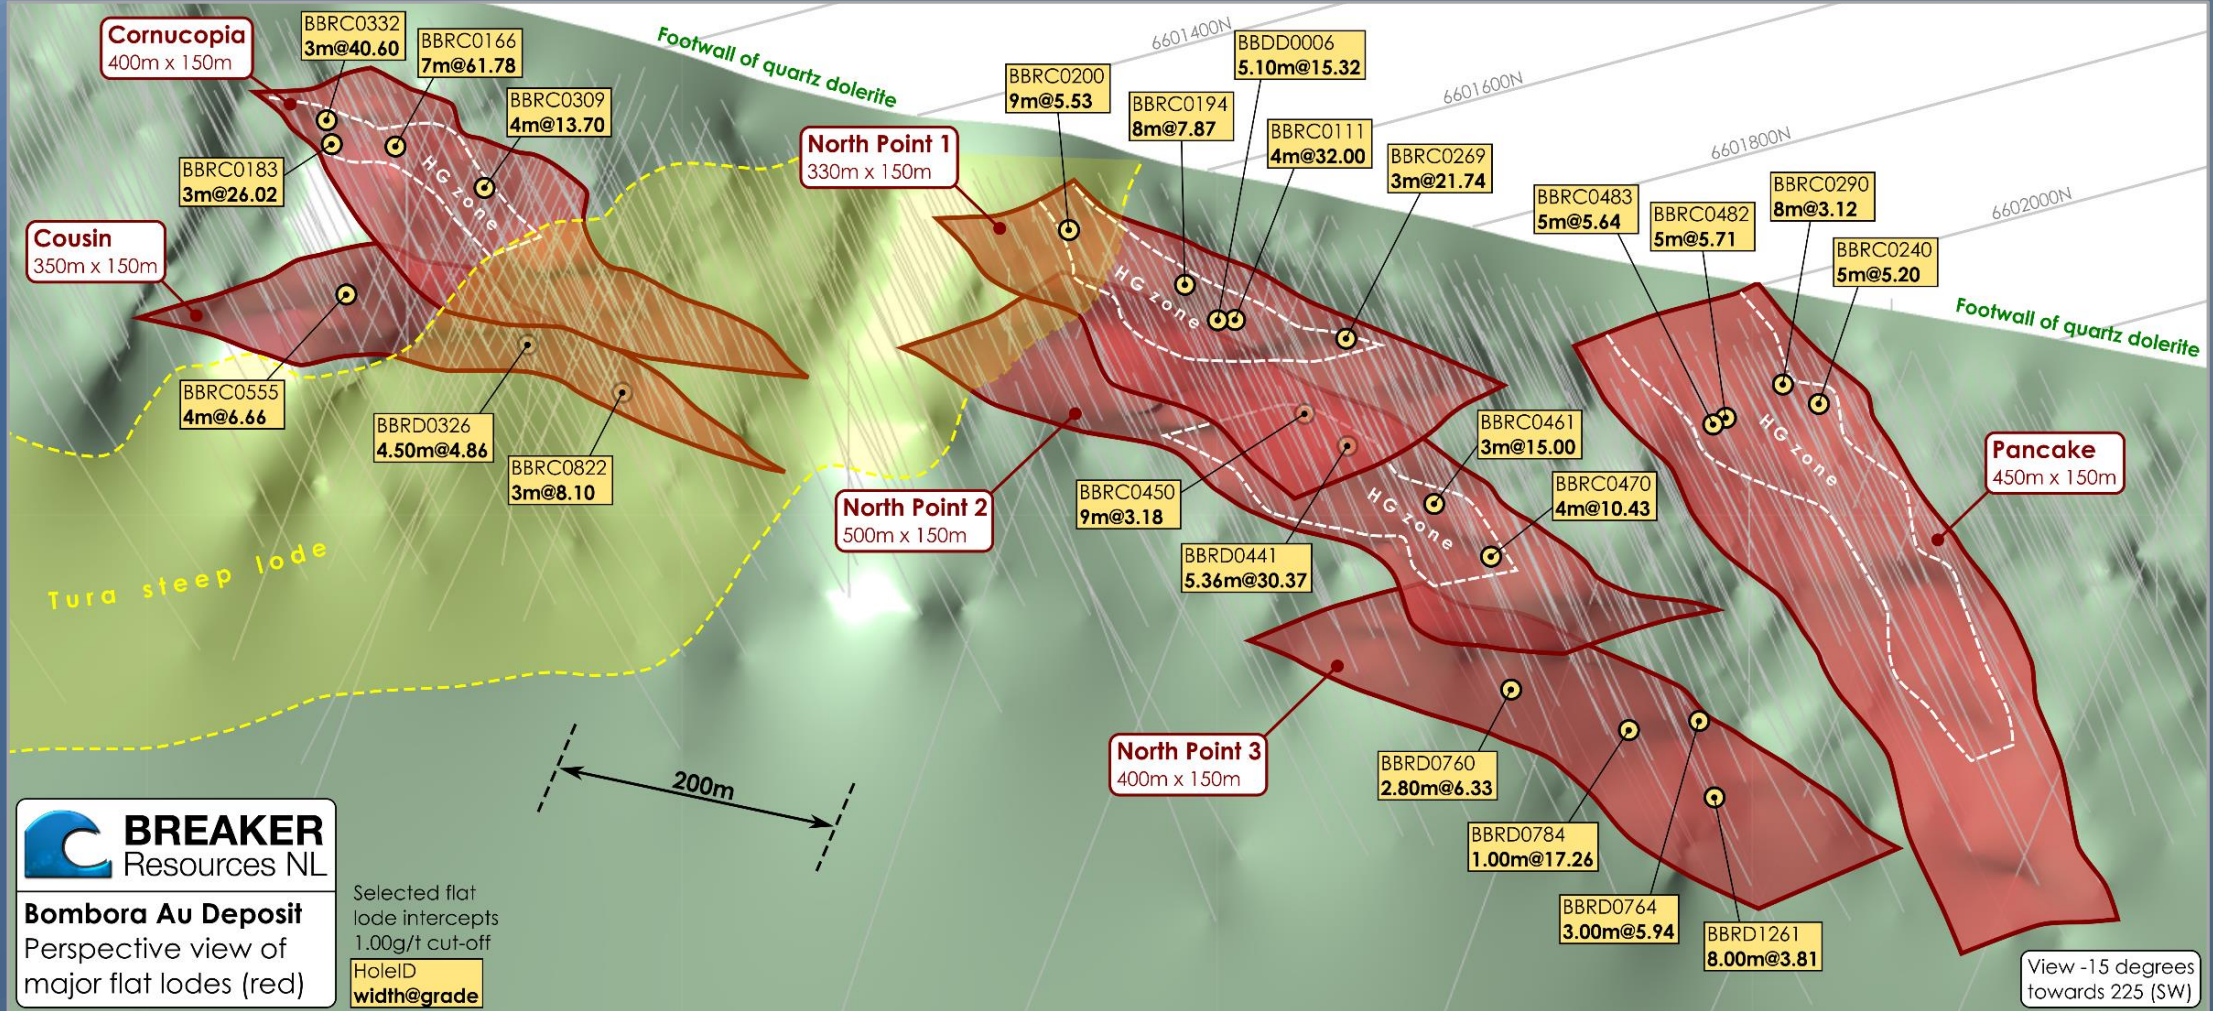 Cornucopia
400m x 150m
BBRC0332
3m@40.60
BBRC0166
7m@61.78
BBRC0309
4m@13.70
BBRC0183
3m@26.02
Cousin
350m x 150m
BBRC0555
4m@6.66
BBRD0326
4.50m@4.86
BBRC0822
3m@8.10
HG zone
Tura steep lode
Footwall of quartz dolerite
6601400N
6601600N
6601800N
6602000N
North Point 1
330m x 150m
BBRC0200
9m@5.53
BBRC0194
8m@7.87
BBDD0006
5.10m@15.32
BBRC0111
4m@32.00
BBRC0269
3m@21.74
HG zone
North Point 2
500m x 150m
BBRC0450
9m@3.18
BBRD0441
5.36m@30.37
BBRC0461
3m@15.00
BBRC0470
4m@10.43
HG zone
BBRC0483
5m@5.64
BBRC0482
5m@5.71
BBRC0290
8m@3.12
BBRC0240
5m@5.20
Footwall of quartz dolerite
HG zone
Pancake
450m x 150m
North Point 3
400m x 150m
BBRD0760
2.80m@6.33
BBRD0784
1.00m@17.26
BBRD0764
3.00m@5.94
BBRD1261
8.00m@3.81
200m
BREAKER
Resources NL
Bombora Au Deposit
Perspective view of
major flat lodes (red)
Selected flat
lode intercepts
1.00g/t cut-off
HoleID
width@grade
View -15 degrees
towards 225 (SW)